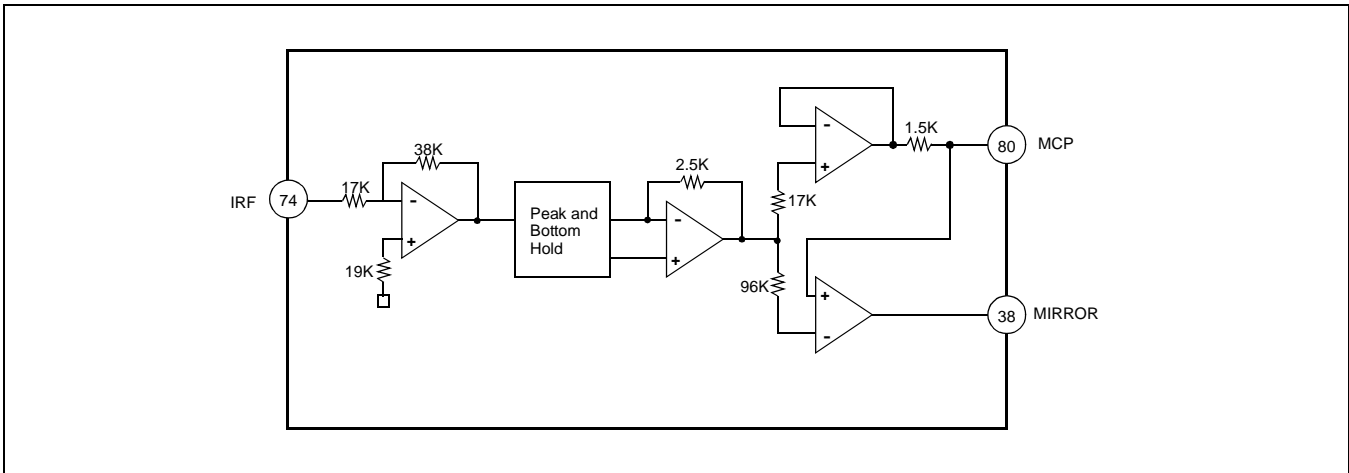 IRF
74
17K
38K
-
+
19K
Peak and
Bottom
Hold
2.5K
-
+
17K
96K
-
+
1.5K
80
MCP
+
-
38
MIRROR